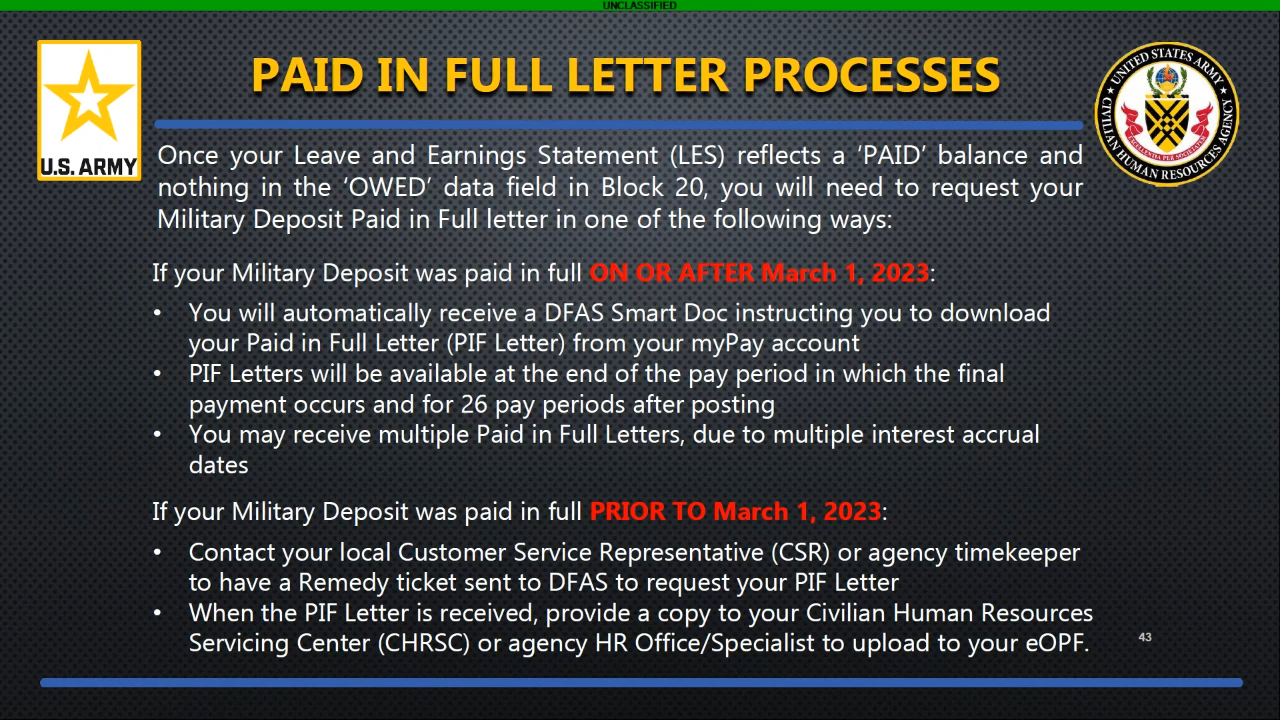 UNCLASSIFIED
PAID IN FULL LETTER PROCESSES
U.S. ARMY
UNITED STATES ARMY
CIVILIAN HUMAN RESOURCES AGENCY
Once your Leave and Earnings Statement (LES) reflects a ‘PAID’ balance and
nothing in the ‘OWED’ data field in Block 20, you will need to request your
Military Deposit Paid in Full letter in one of the following ways:
If your Military Deposit was paid in full ON OR AFTER March 1, 2023:
• You will automatically receive a DFAS Smart Doc instructing you to download
your Paid in Full Letter (PIF Letter) from your myPay account
• PIF Letters will be available at the end of the pay period in which the final
payment occurs and for 26 pay periods after posting
• You may receive multiple Paid in Full Letters, due to multiple interest accrual
dates
If your Military Deposit was paid in full PRIOR TO March 1, 2023:
• Contact your local Customer Service Representative (CSR) or agency timekeeper
to have a Remedy ticket sent to DFAS to request your PIF Letter
• When the PIF Letter is received, provide a copy to your Civilian Human Resources
Servicing Center (CHRSC) or agency HR Office/Specialist to upload to your eOPF.
43